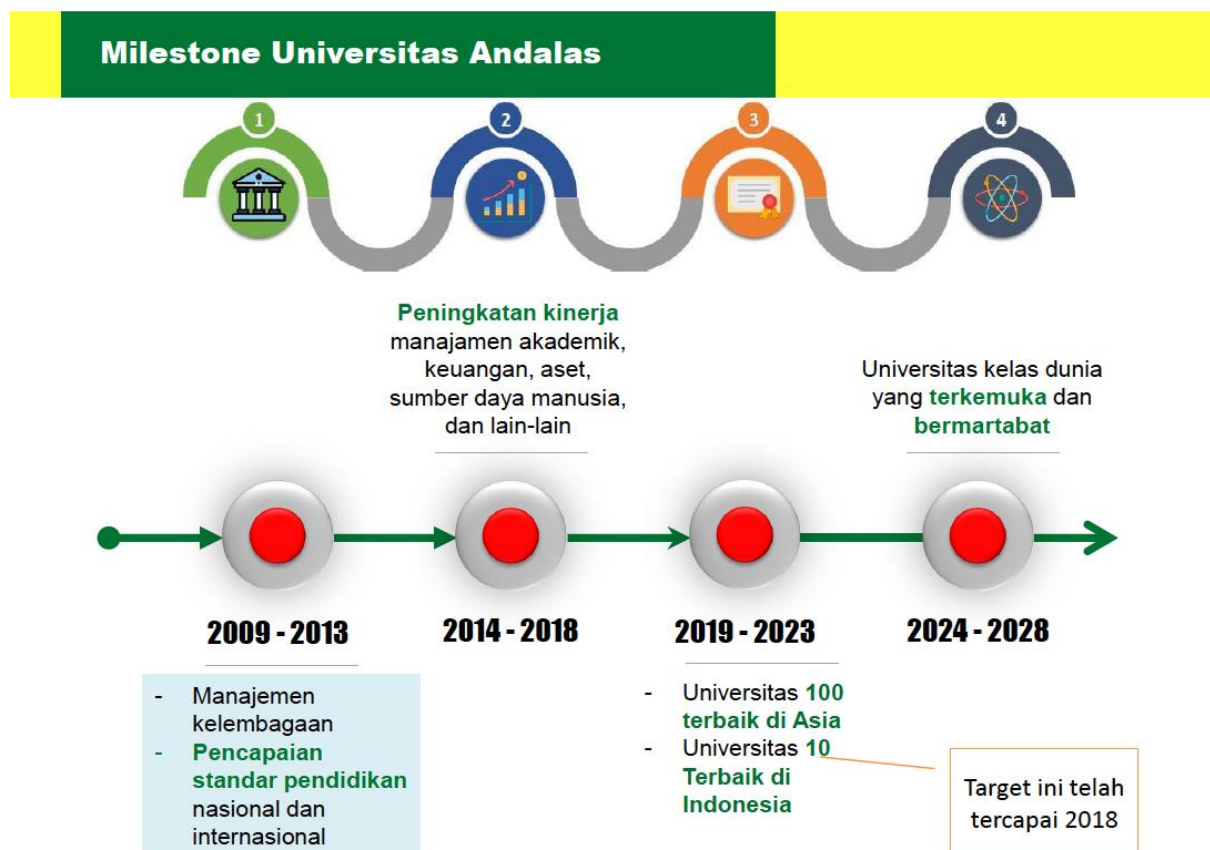 Milestone Universitas Andalas
1
2
3
4
Peningkatan kinerja
manajamen akademik,
keuangan, aset,
sumber daya manusia,
dan lain-lain
Universitas kelas dunia
yang terkemuka dan
bermartabat
2009 - 2013
2014 - 2018
2019 - 2023
2024 - 2028
- Manajemen
kelembagaan
- Pencapaian
standar pendidikan
nasional dan
internasional
- Universitas 100
terbaik di Asia
- Universitas 10
Terbaik di
Indonesia
Target ini telah
tercapai 2018